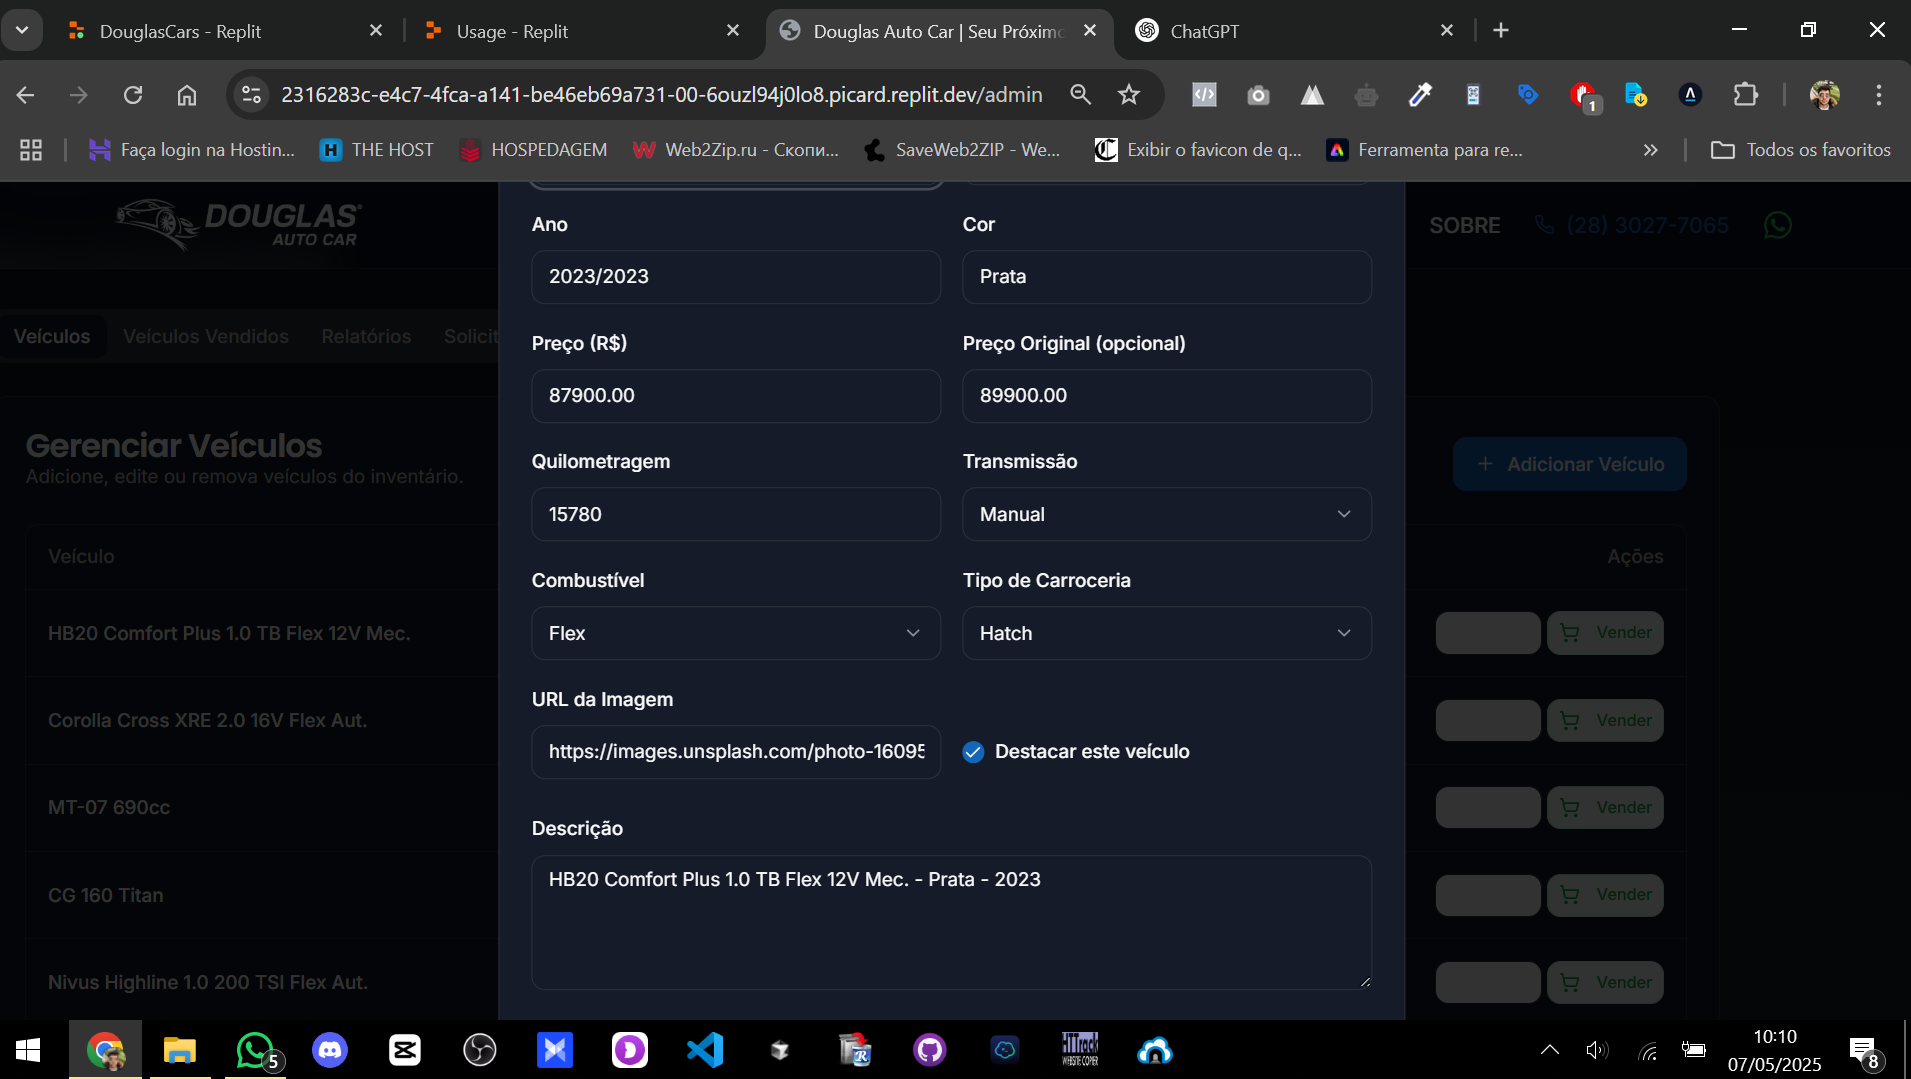 DouglasCars - Replit
Usage - Replit
Douglas Auto Car | Seu Próximo
ChatGPT
2316283c-e4c7-4fca-a141-be46eb69a731-00-6ouzl94j0lo8.picard.replit.dev/admin
1
Faça login na Hostin...
THE HOST
HOSPEDAGEM
Web2Zip.ru - Скопи...
SaveWeb2ZIP - We...
Exibir o favicon de q...
Ferramenta para re...
Todos os favoritos
DOUGLAS
AUTO CAR
SOBRE
(28) 3027-7065
Veículos
Veículos Vendidos
Relatórios
Solicit
Gerenciar Veículos
Adicione, edite ou remova veículos do inventário.
Adicionar Veículo
Veículo
Ações
HB20 Comfort Plus 1.0 TB Flex 12V Mec.
Vender
Corolla Cross XRE 2.0 16V Flex Aut.
Vender
MT-07 690cc
Vender
CG 160 Titan
Vender
Nivus Highline 1.0 200 TSI Flex Aut.
Vender
Ano
Cor
2023/2023
Prata
Preço (R$)
Preço Original (opcional)
87900.00
89900.00
Quilometragem
Transmissão
15780
Manual
Combustível
Tipo de Carroceria
Flex
Hatch
URL da Imagem
https://images.unsplash.com/photo-16095
Destacar este veículo
Descrição
HB20 Comfort Plus 1.0 TB Flex 12V Mec. - Prata - 2023
5
HTTrack
WEBSITE COPIER
10:10
07/05/2025
8